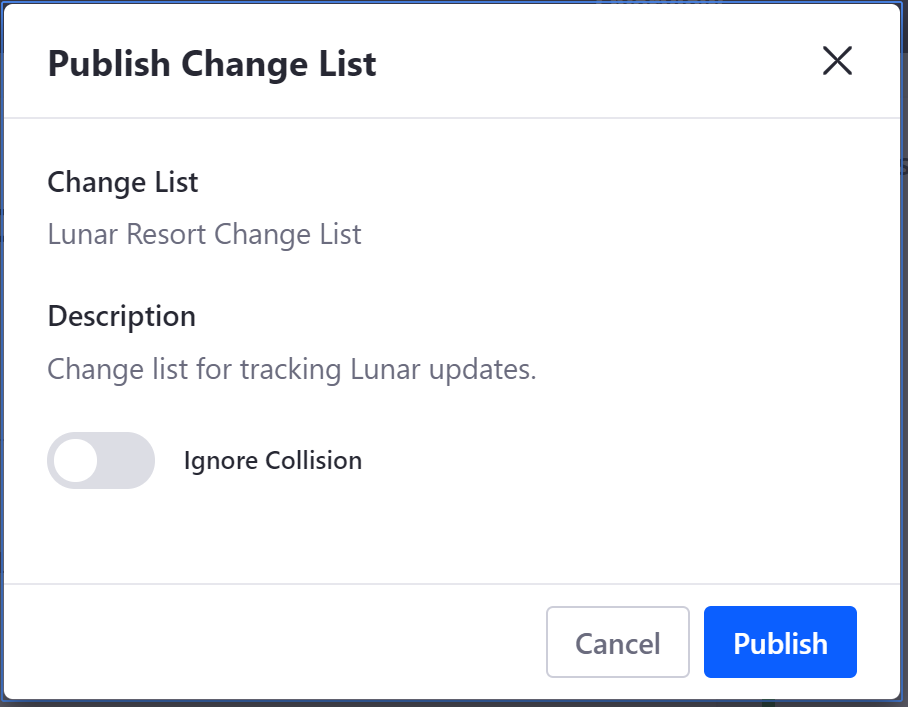 Publish Change List
Change List
Lunar Resort Change List
Description
Change list for tracking Lunar updates.
Ignore Collision
Cancel
Publish